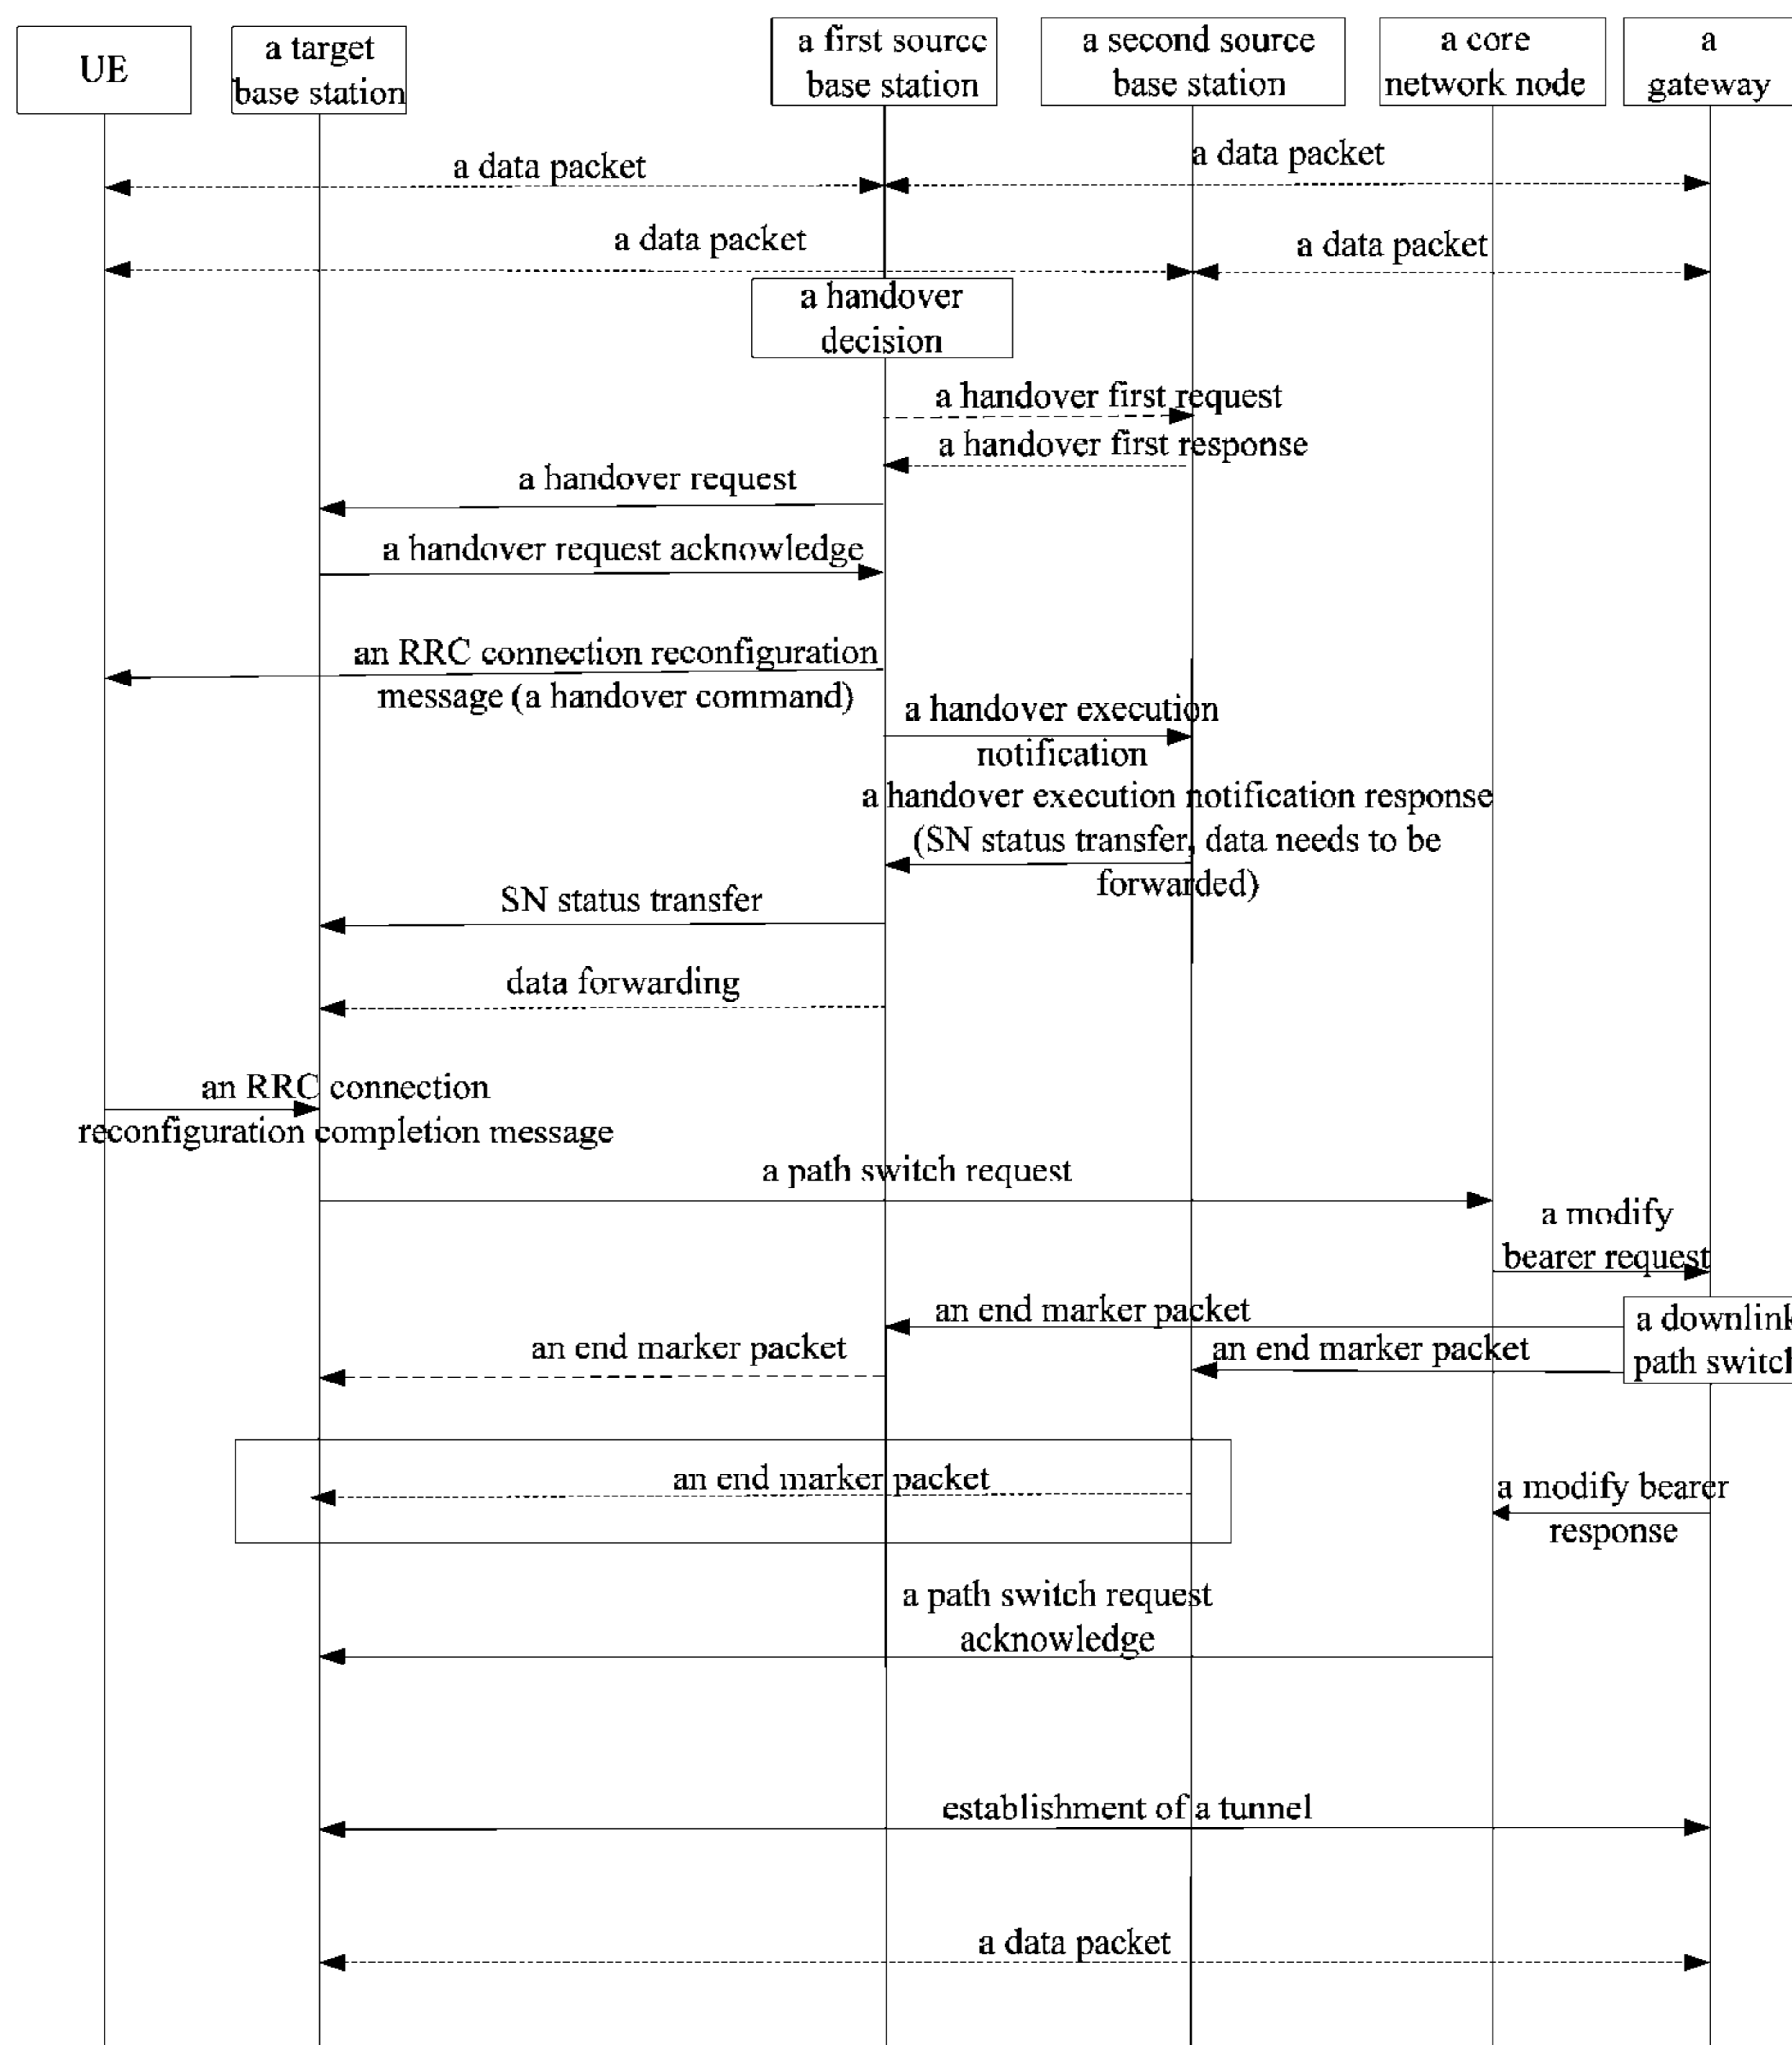 UE
a target
base station
a first source
base station
a second source
base station
a core
network node
a
gateway
a data packet
a data packet
a data packet
a data packet
a handover
decision
a handover first request
a handover first response
a handover request
a handover request acknowledge
an RRC connection reconfiguration
message (a handover command)
a handover execution
notification
a handover execution notification response
(SN status transfer, data needs to be
forwarded)
SN status transfer
data forwarding
an RRC connection
reconfiguration completion message
a path switch request
a modify
bearer request
an end marker packet
a downlink
path switch
an end marker packet
an end marker packet
an end marker packet
a modify bearer
response
a path switch request
acknowledge
establishment of a tunnel
a data packet